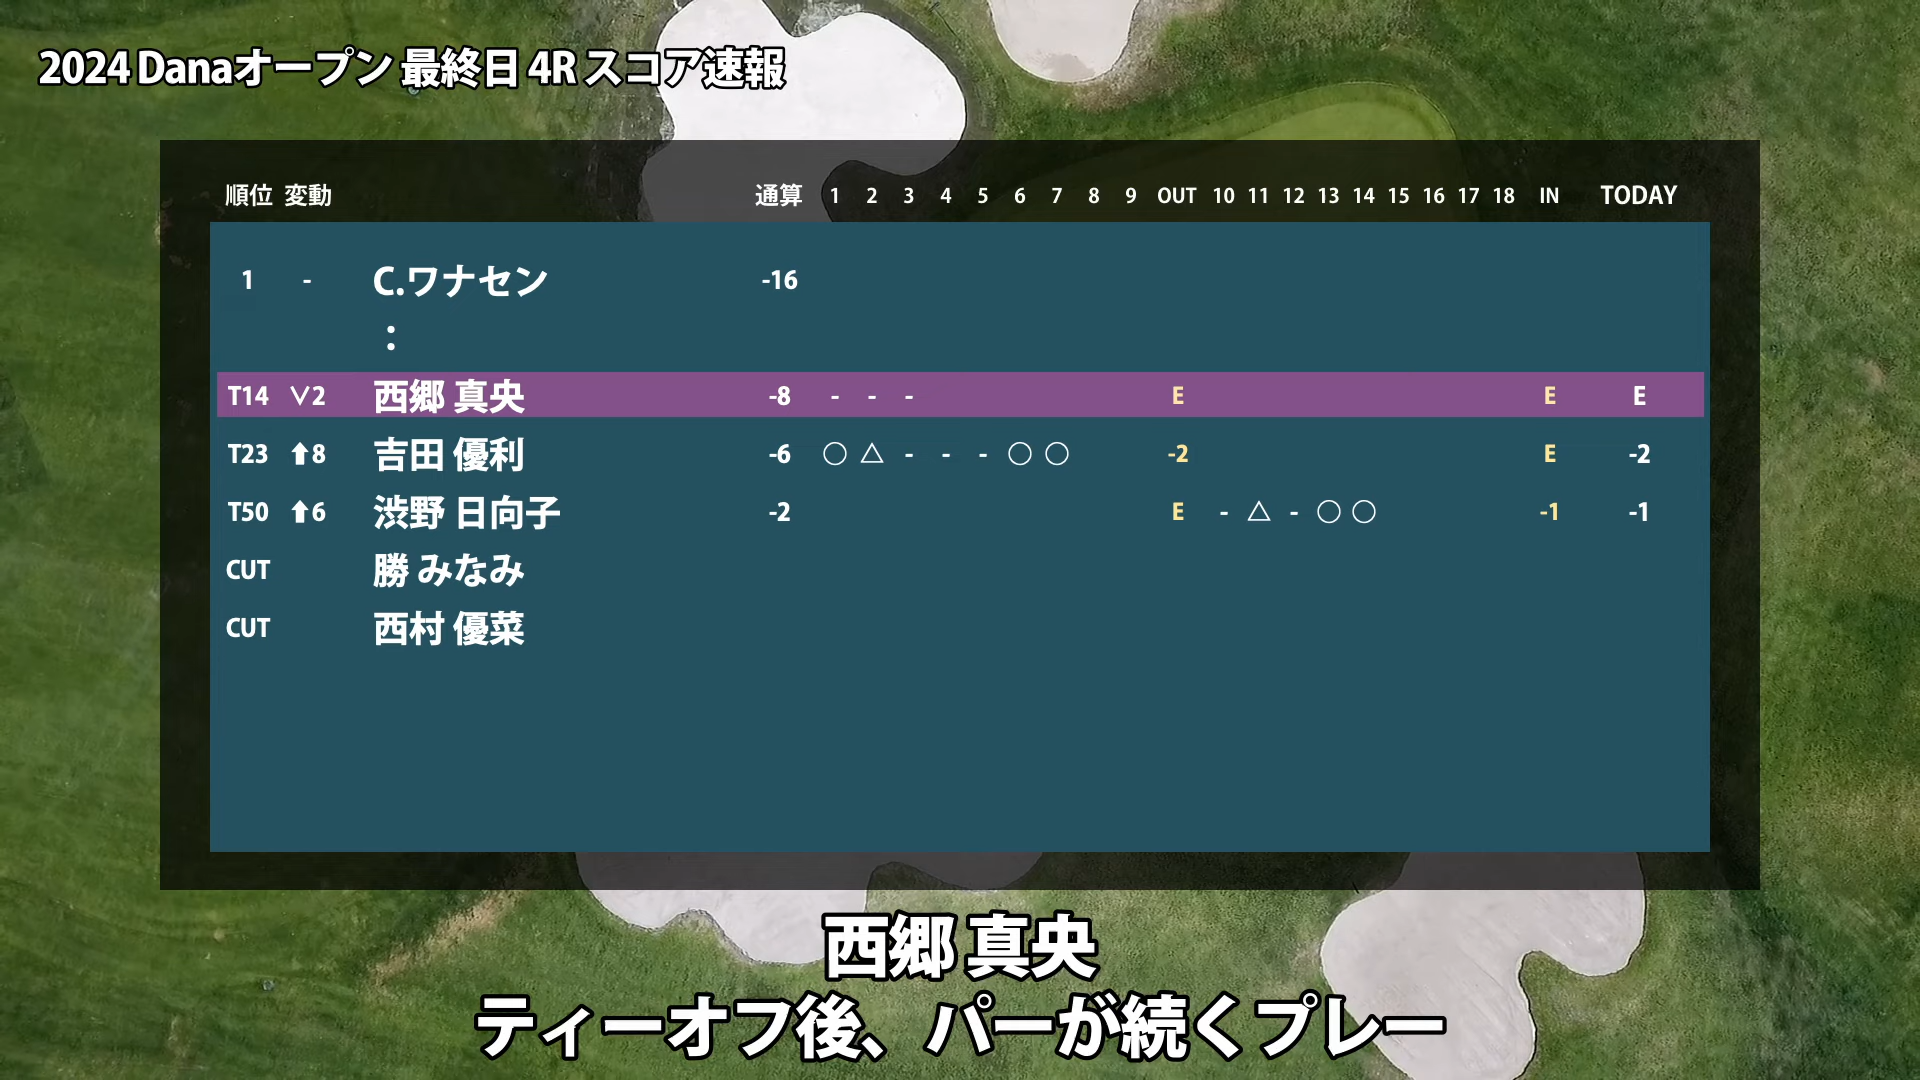 2024 Danaオープン 最終日 4R スコア速報
順位 変動 通算 1 2 3 4 5 6 7 8 9 OUT 10 11 12 13 14 15 16 17 18 IN TODAY
1 - C.ワナセン -16
：
T14 ∨2 西郷 真央 -8 - - - E E E
T23 ⬆8 吉田 優利 -6 ○ △ - - - ○ ○ -2 E -2
T50 ⬆6 渋野 日向子 -2 E - △ - ○ ○ -1 -1
CUT 勝 みなみ
CUT 西村 優菜
西郷 真央
ティーオフ後、パーが続くプレー